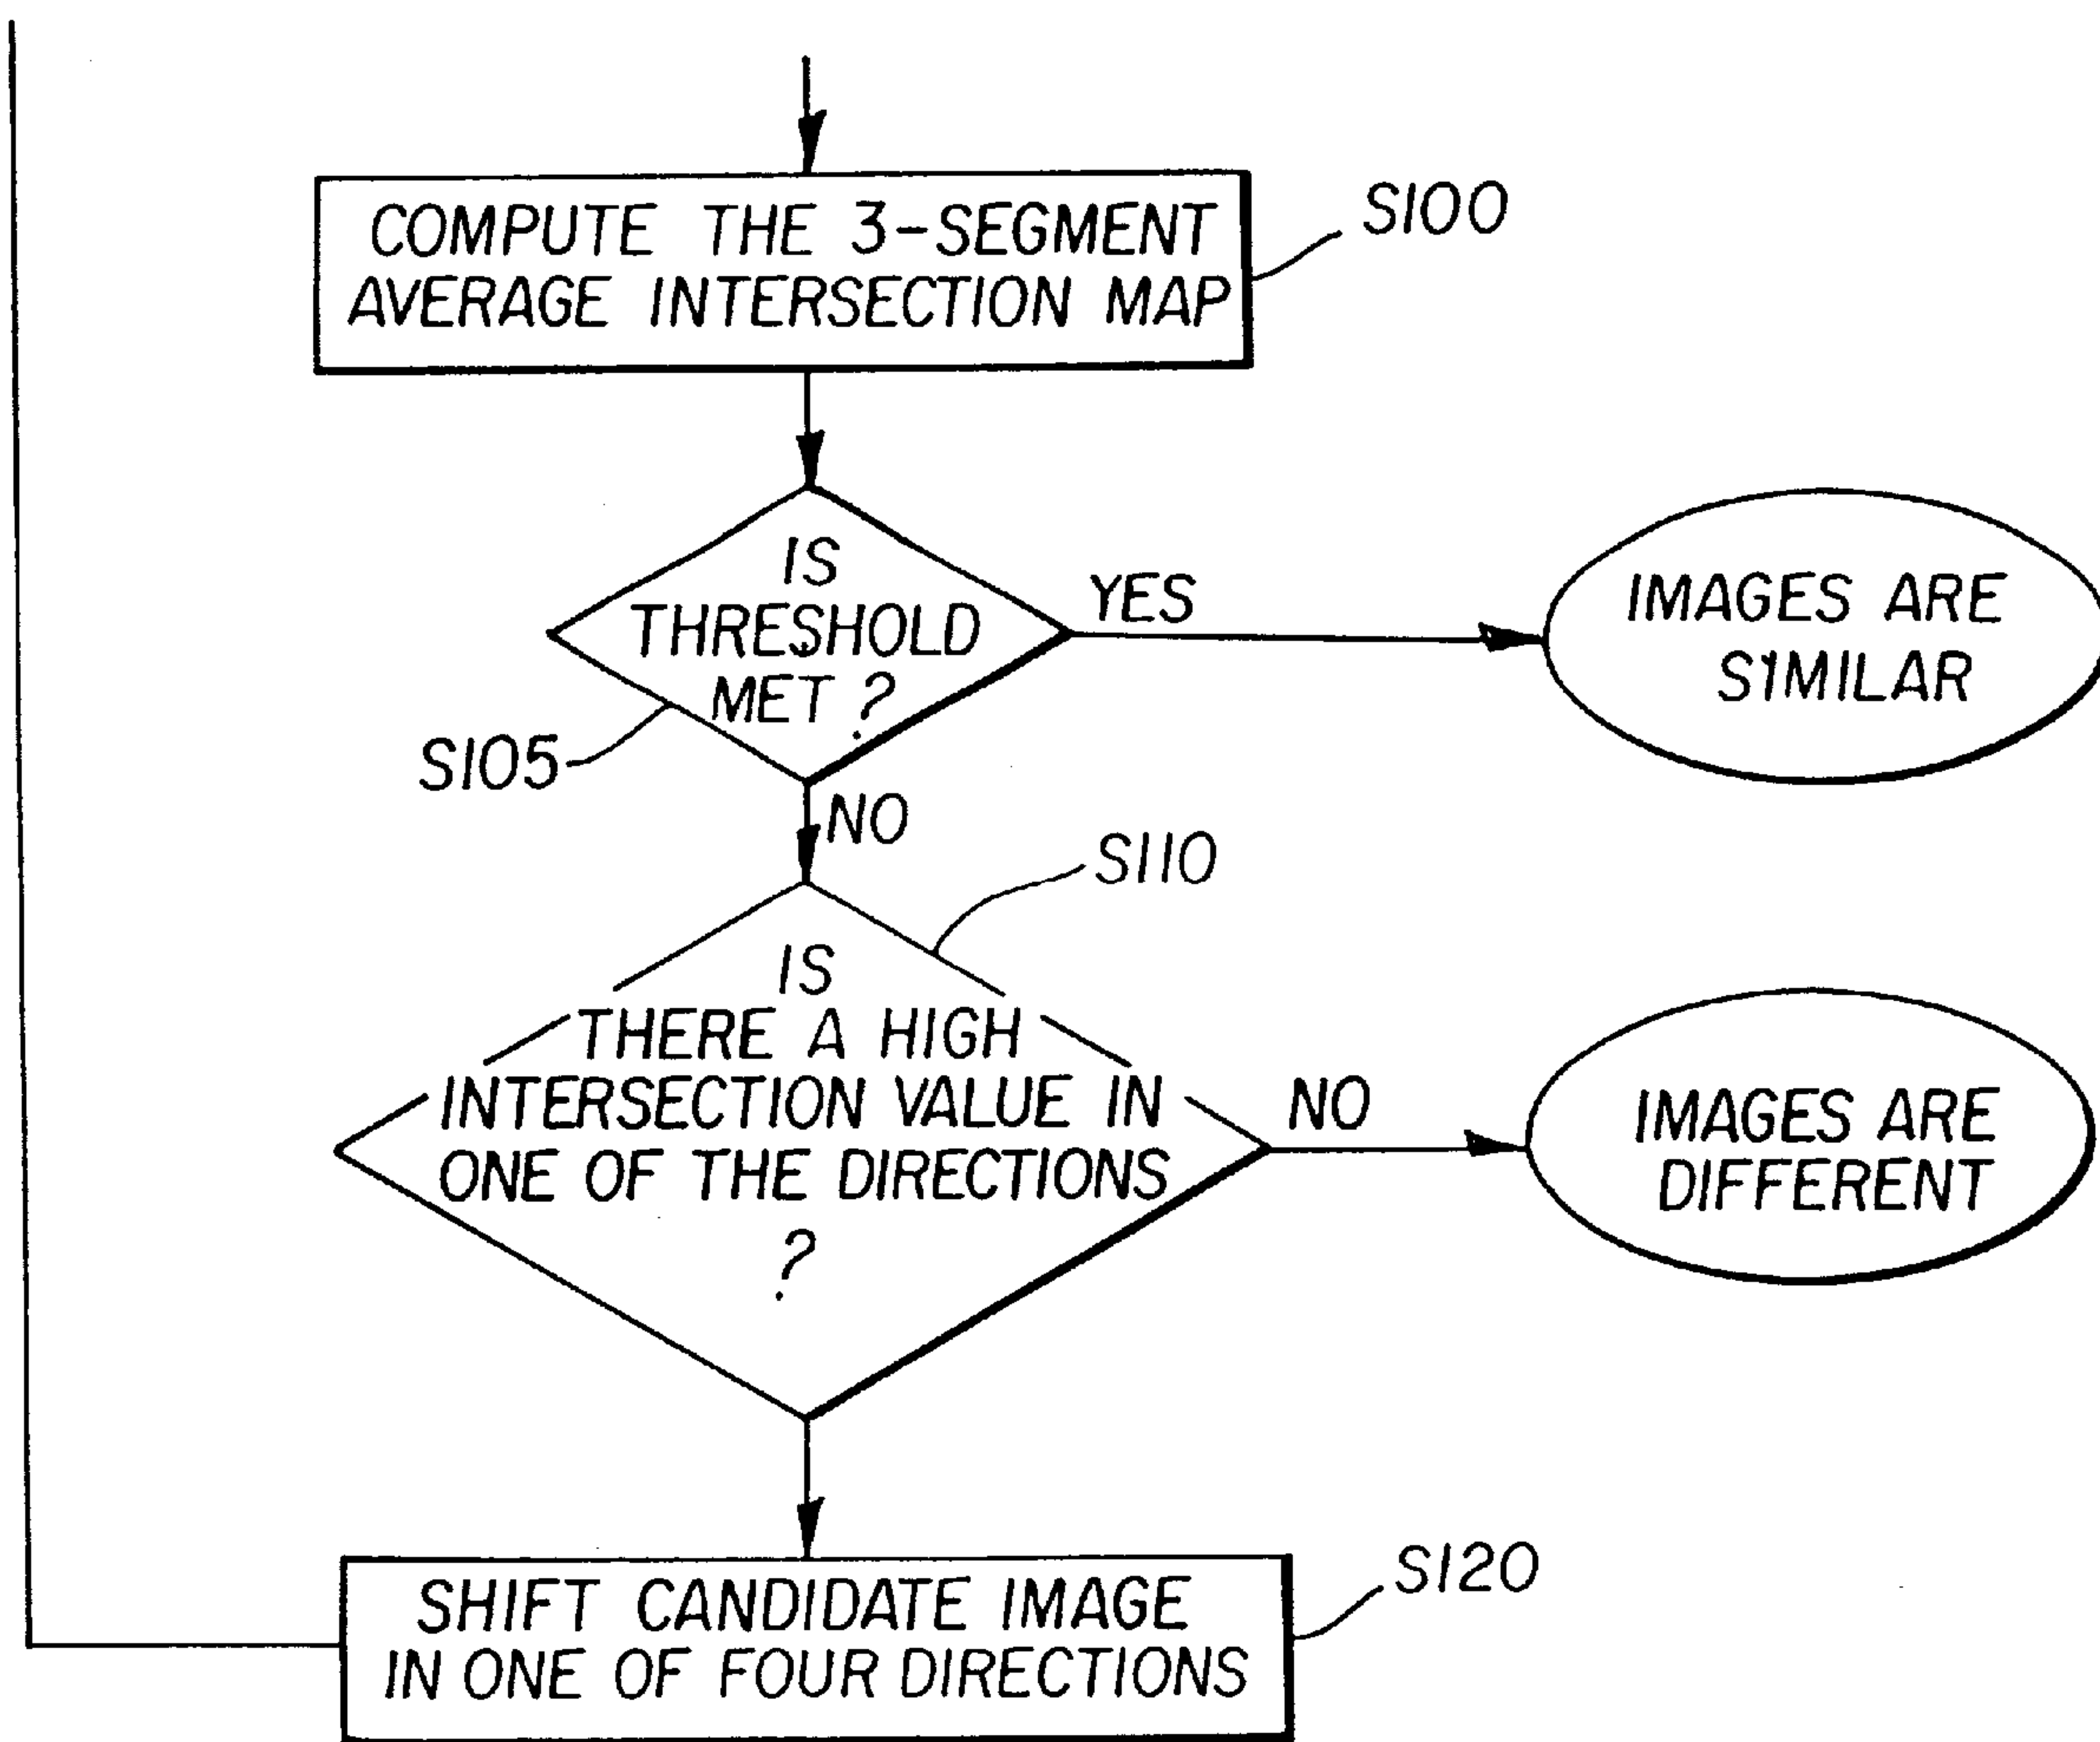 COMPUTE THE 3-SEGMENT
AVERAGE INTERSECTION MAP
S100
IS
THRESHOLD
MET ?
YES
IMAGES ARE
SIMILAR
S105
NO
S110
IS
THERE A HIGH
INTERSECTION VALUE IN
ONE OF THE DIRECTIONS
?
NO
IMAGES ARE
DIFFERENT
SHIFT CANDIDATE IMAGE
IN ONE OF FOUR DIRECTIONS
S120